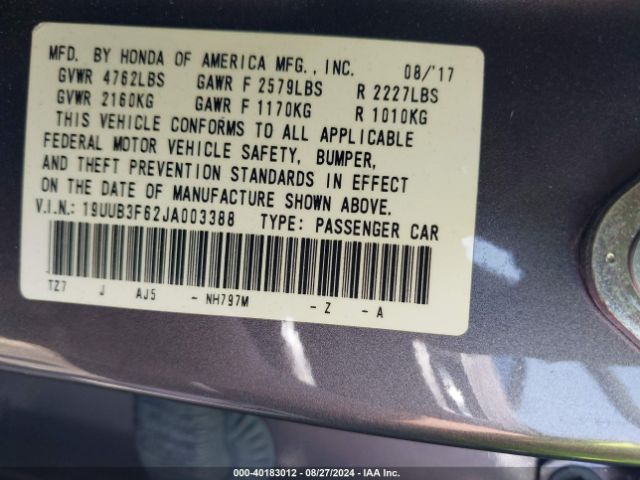 MFD. BY HONDA OF AMERICA MFG., INC. 08/'17
GVWR 4762LBS GAWR F 2579LBS R 2227LBS
GVWR 2160KG GAWR F 1170KG R 1010KG
THIS VEHICLE CONFORMS TO ALL APPLICABLE
FEDERAL MOTOR VEHICLE SAFETY, BUMPER,
AND THEFT PREVENTION STANDARDS IN EFFECT
ON THE DATE OF MANUFACTURE SHOWN ABOVE.
V.I.N.: 19UUB3F62JA003388 TYPE: PASSENGER CAR
TZ7 J AJ5 - NH797M - Z - A
000-40183012 - 08/27/2024 - IAA Inc.